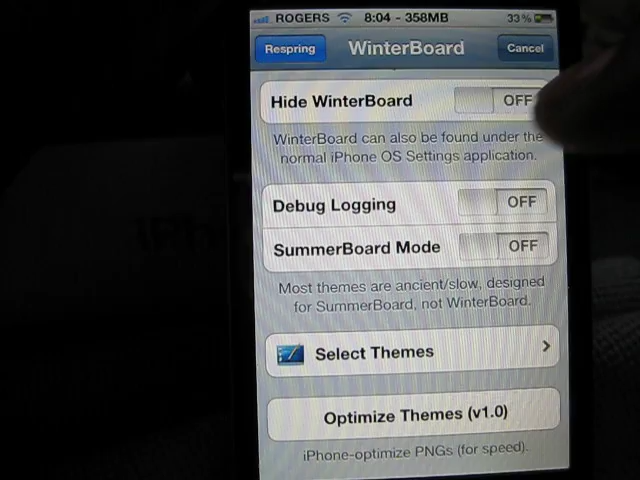 ROGERS 8:04 - 358MB 33%
Respring WinterBoard Cancel
Hide WinterBoard OFF
WinterBoard can also be found under the
normal iPhone OS Settings application.
Debug Logging OFF
SummerBoard Mode OFF
Most themes are ancient/slow, designed
for SummerBoard, not WinterBoard.
Select Themes
Optimize Themes (v1.0)
iPhone-optimize PNGs (for speed).